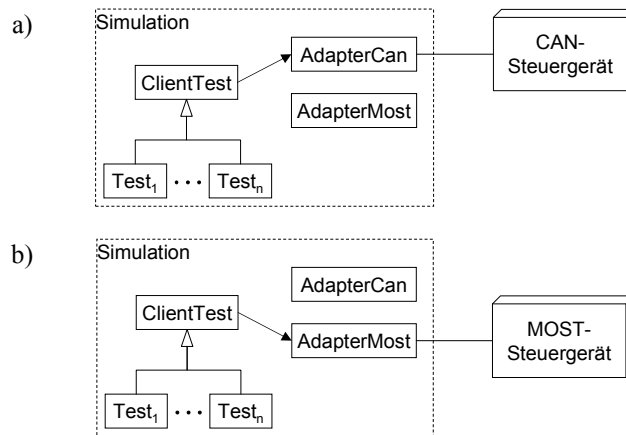 a)
Simulation
AdapterCan
CAN-
Steuergerät
ClientTest
AdapterMost
Test₁ • • • Testₙ
b)
Simulation
AdapterCan
ClientTest
AdapterMost
MOST-
Steuergerät
Test₁ • • • Testₙ